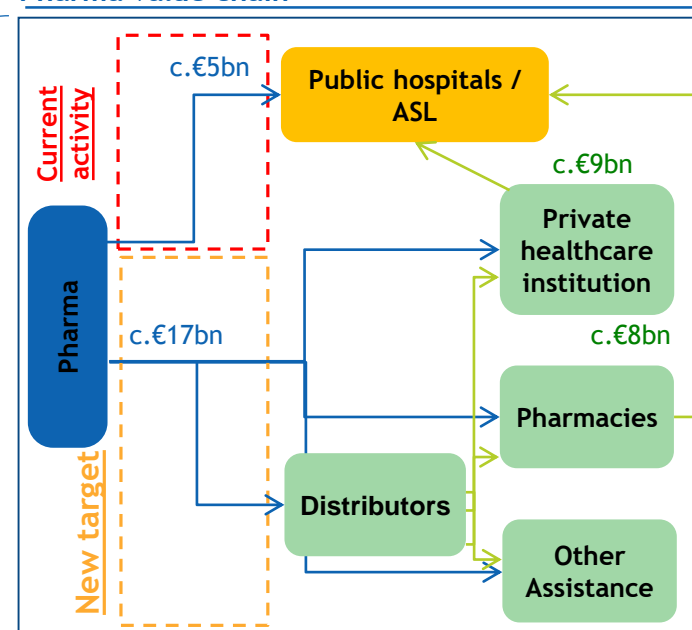 Pharma value chain
c.€5bn
Public hospitals /
ASL
Current
activity
c.€9bn
Private
healthcare
institution
Pharma
c.€17bn
c.€8bn
Pharmacies
New target
Distributors
Other
Assistance